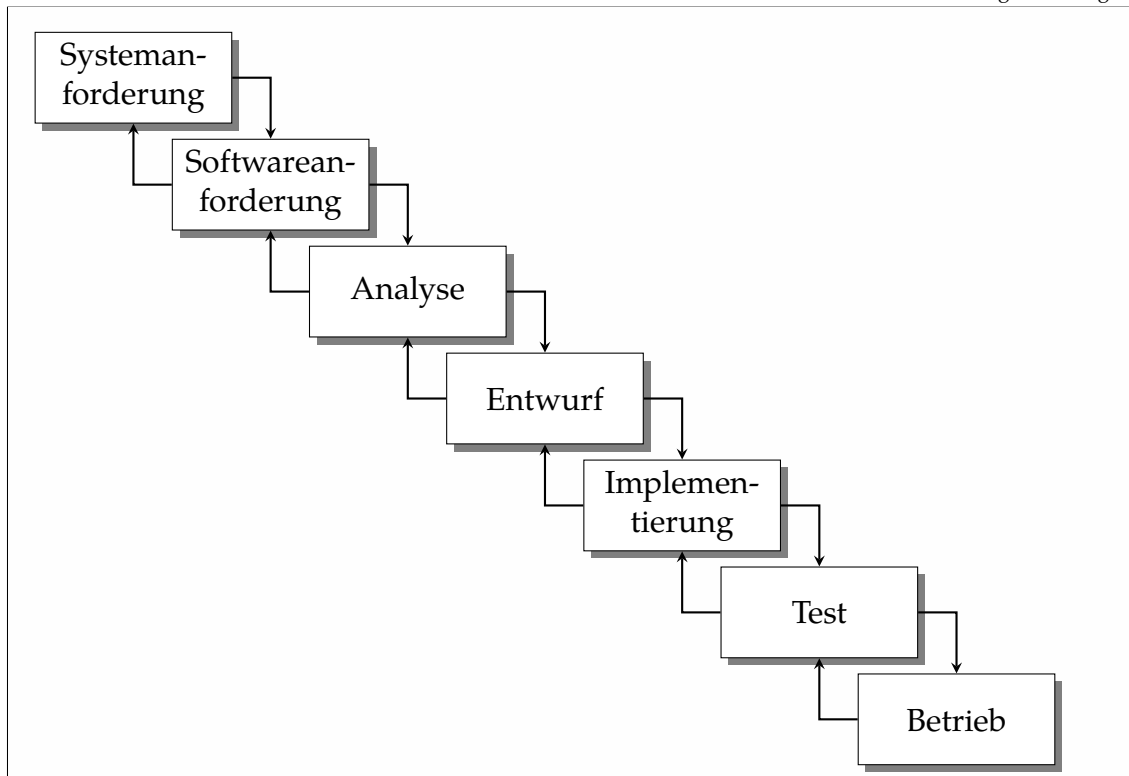 Systeman-
forderung
Softwarean-
forderung
Analyse
Entwurf
Implemen-
tierung
Test
Betrieb